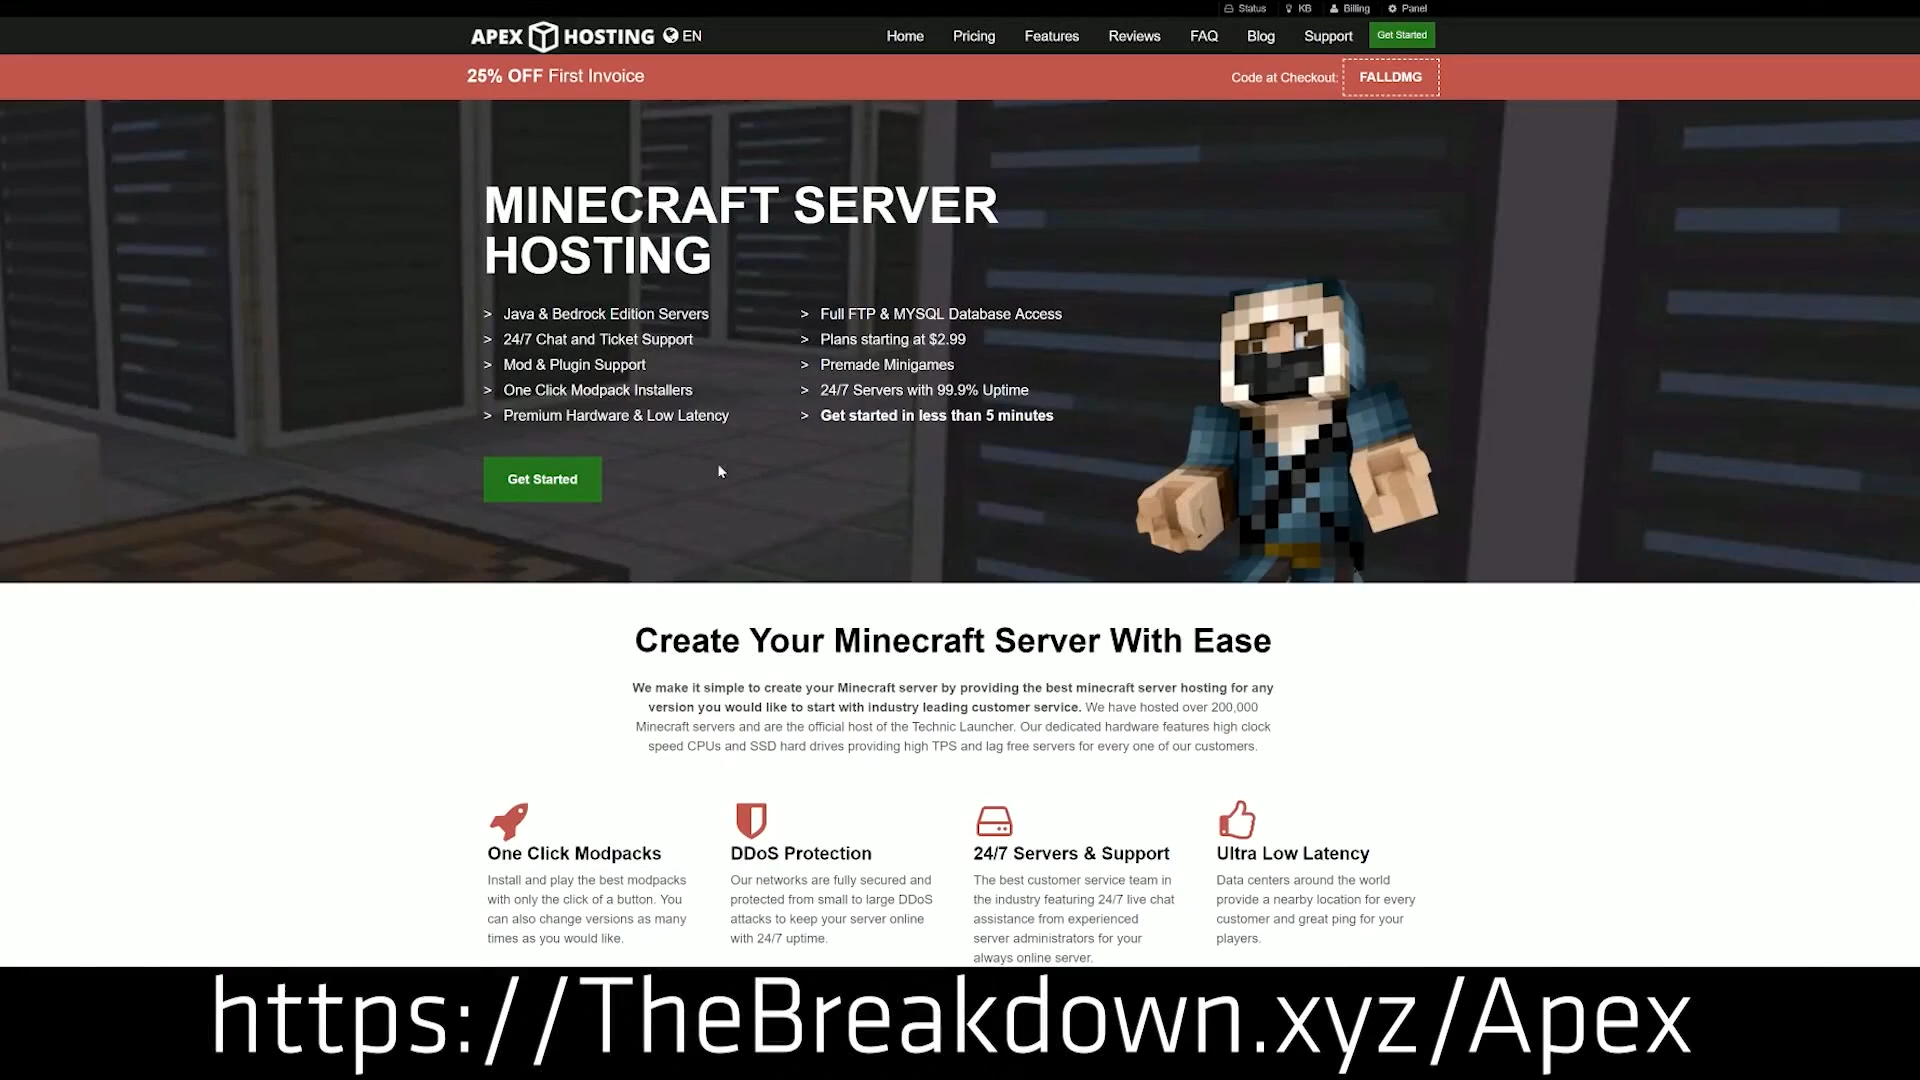 Status KB Billing Panel
APEX HOSTING EN Home Pricing Features Reviews FAQ Blog Support Get Started
25% OFF First Invoice Code at Checkout: FALLDMG
MINECRAFT SERVER
HOSTING
> Java & Bedrock Edition Servers
> 24/7 Chat and Ticket Support
> Mod & Plugin Support
> One Click Modpack Installers
> Premium Hardware & Low Latency
> Full FTP & MYSQL Database Access
> Plans starting at $2.99
> Premade Minigames
> 24/7 Servers with 99.9% Uptime
> Get started in less than 5 minutes
Get Started
Create Your Minecraft Server With Ease
We make it simple to create your Minecraft server by providing the best minecraft server hosting for any
version you would like to start with industry leading customer service. We have hosted over 200,000
Minecraft servers and are the official host of the Technic Launcher. Our dedicated hardware features high clock
speed CPUs and SSD hard drives providing high TPS and lag free servers for every one of our customers.
One Click Modpacks
Install and play the best modpacks
with only the click of a button. You
can also change versions as many
times as you would like.
DDoS Protection
Our networks are fully secured and
protected from small to large DDoS
attacks to keep your server online
with 24/7 uptime.
24/7 Servers & Support
The best customer service team in
the industry featuring 24/7 live chat
assistance from experienced
server administrators for your
always online server.
Ultra Low Latency
Data centers around the world
provide a nearby location for every
customer and great ping for your
players.
https://TheBreakdown.xyz/Apex